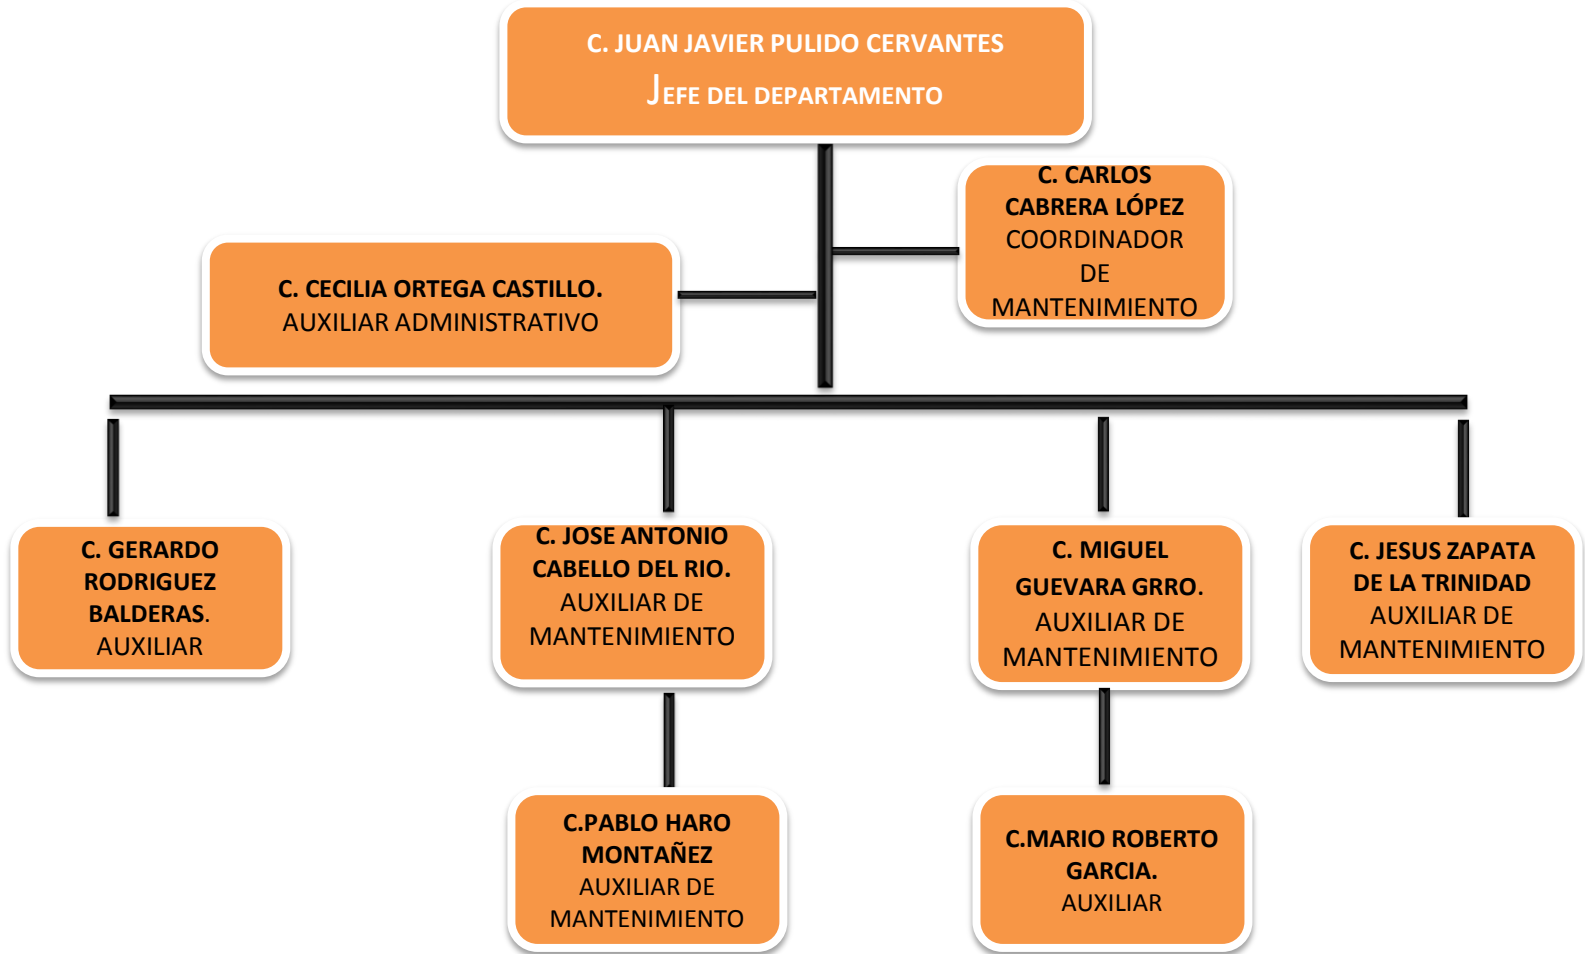 C. JUAN JAVIER PULIDO CERVANTES
JEFE DEL DEPARTAMENTO
C. CARLOS
CABRERA LÓPEZ
COORDINADOR
DE
MANTENIMIENTO
C. CECILIA ORTEGA CASTILLO.
AUXILIAR ADMINISTRATIVO
C. GERARDO
RODRIGUEZ
BALDERAS.
AUXILIAR
C. JOSE ANTONIO
CABELLO DEL RIO.
AUXILIAR DE
MANTENIMIENTO
C. MIGUEL
GUEVARA GRRO.
AUXILIAR DE
MANTENIMIENTO
C. JESUS ZAPATA
DE LA TRINIDAD
AUXILIAR DE
MANTENIMIENTO
C.PABLO HARO
MONTAÑEZ
AUXILIAR DE
MANTENIMIENTO
C.MARIO ROBERTO
GARCIA.
AUXILIAR